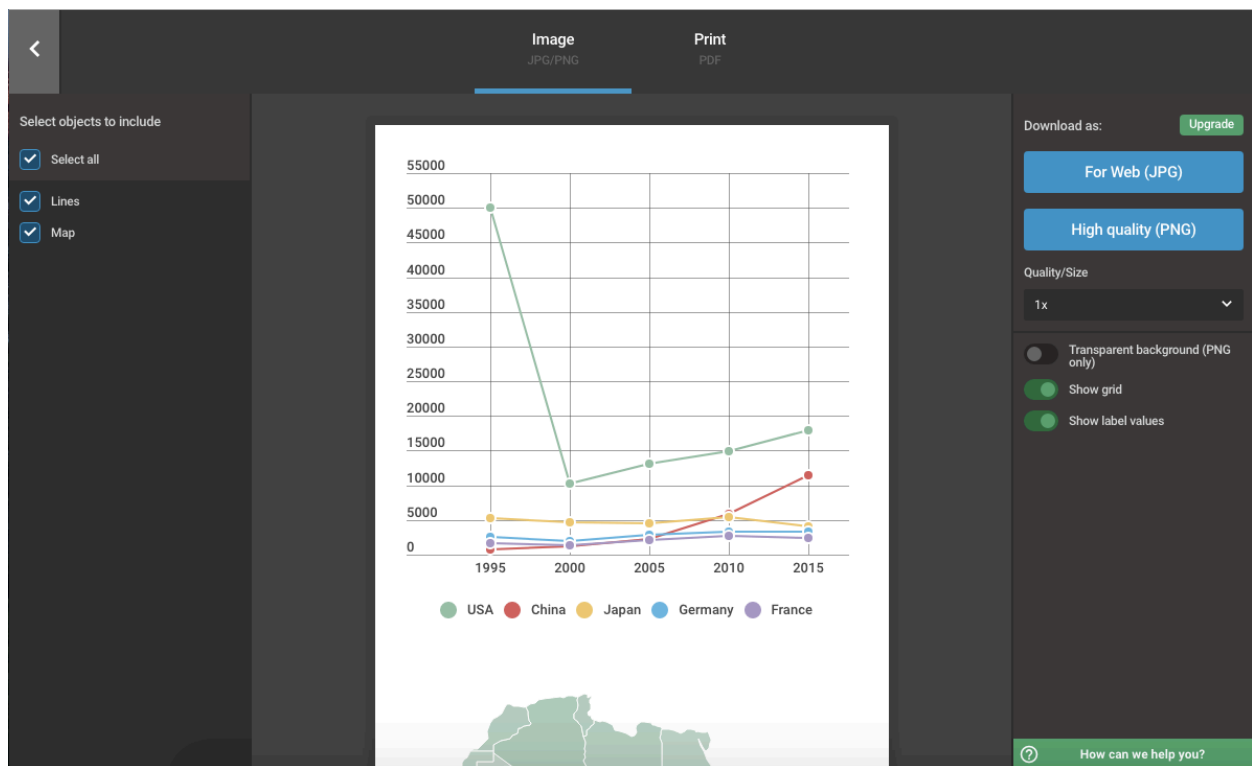 Image
JPG/PNG
Print
PDF
Select objects to include
Select all
Lines
Map
55000
50000
45000
40000
35000
30000
25000
20000
15000
10000
5000
0
1995 2000 2005 2010 2015
USA China Japan Germany France
Download as:
Upgrade
For Web (JPG)
High quality (PNG)
Quality/Size
1x
Transparent background (PNG
only)
Show grid
Show label values
? How can we help you?